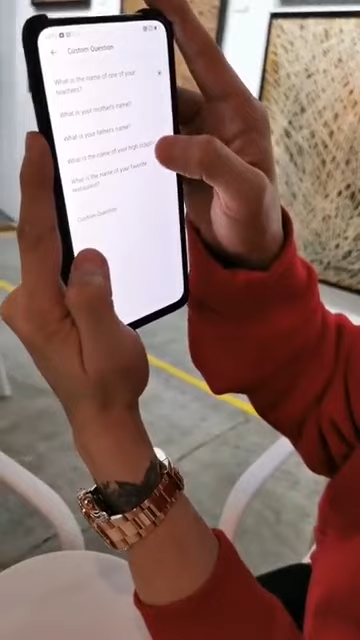 Custom Question
What is the name of one of your
teachers?
What is your mother's name?
What is your father's name?
What is the name of your high school?
What is the name of your favorite
restaurant?
Custom Question